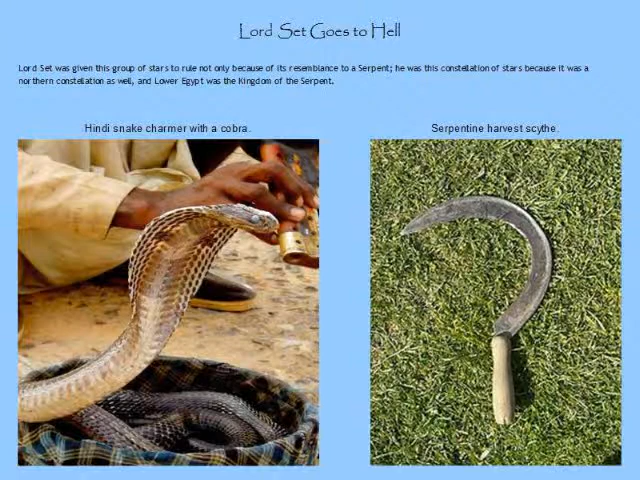 Lord Set Goes to Hell
Lord Set was given this group of stars to rule not only because of its resemblance to a Serpent; he was this constellation of stars because it was a
northern constellation as well, and Lower Egypt was the Kingdom of the Serpent.
Hindi snake charmer with a cobra.
Serpentine harvest scythe.